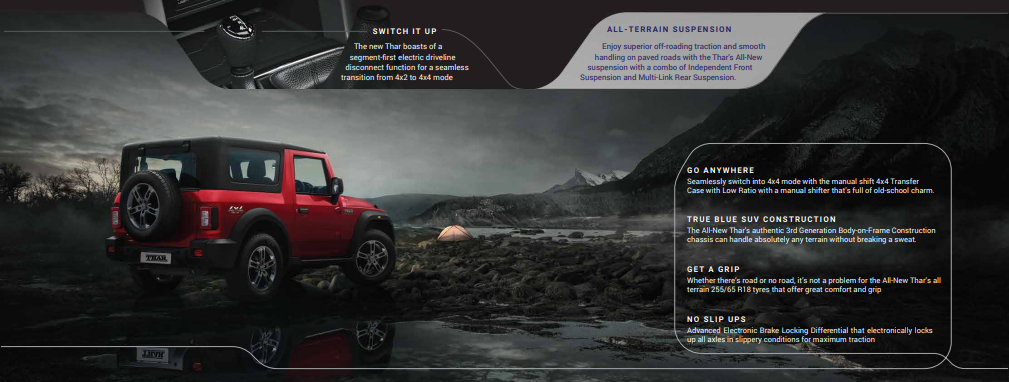 SWITCH IT UP
The new Thar boasts of a
segment-first electric driveline
disconnect function for a seamless
transition from 4x2 to 4x4 mode
ALL-TERRAIN SUSPENSION
Enjoy superior off-roading traction and smooth
handling on paved roads with the Thar's All-New
suspension with a combo of Independent Front
Suspension and Multi-Link Rear Suspension.
GO ANYWHERE
Seamlessly switch into 4x4 mode with the manual shift 4x4 Transfer
Case with Low Ratio with a manual shifter that's full of old-school charm.
TRUE BLUE SUV CONSTRUCTION
The All-New Thar's authentic 3rd Generation Body-on-Frame Construction
chassis can handle absolutely any terrain without breaking a sweat.
GET A GRIP
Whether there's road or no road, it's not a problem for the All-New Thar's all
terrain 255/65 R18 tyres that offer great comfort and grip
NO SLIP UPS
Advanced Electronic Brake Locking Differential that electronically locks
up all axles in slippery conditions for maximum traction
4x4
THAR